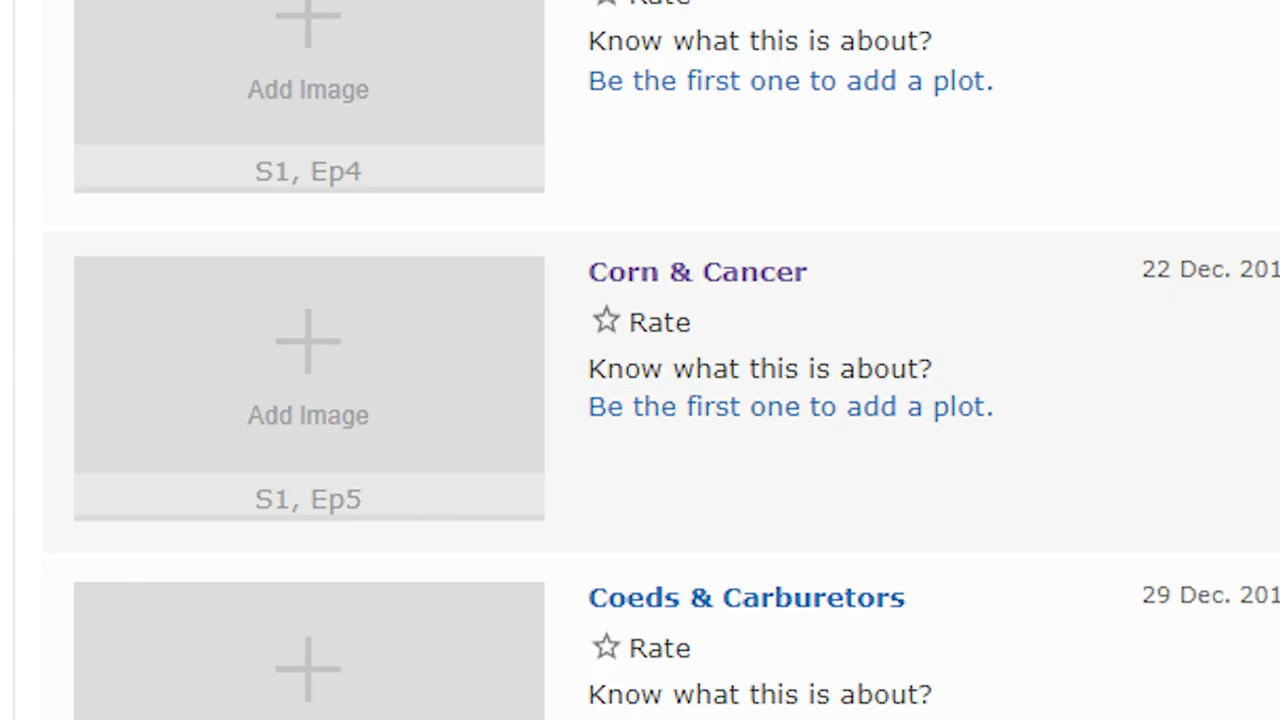 Rate
Know what this is about?
Be the first one to add a plot.
Add Image
S1, Ep4
Corn & Cancer
22 Dec. 201
Rate
Know what this is about?
Be the first one to add a plot.
Add Image
S1, Ep5
Coeds & Carburetors
29 Dec. 201
Rate
Know what this is about?